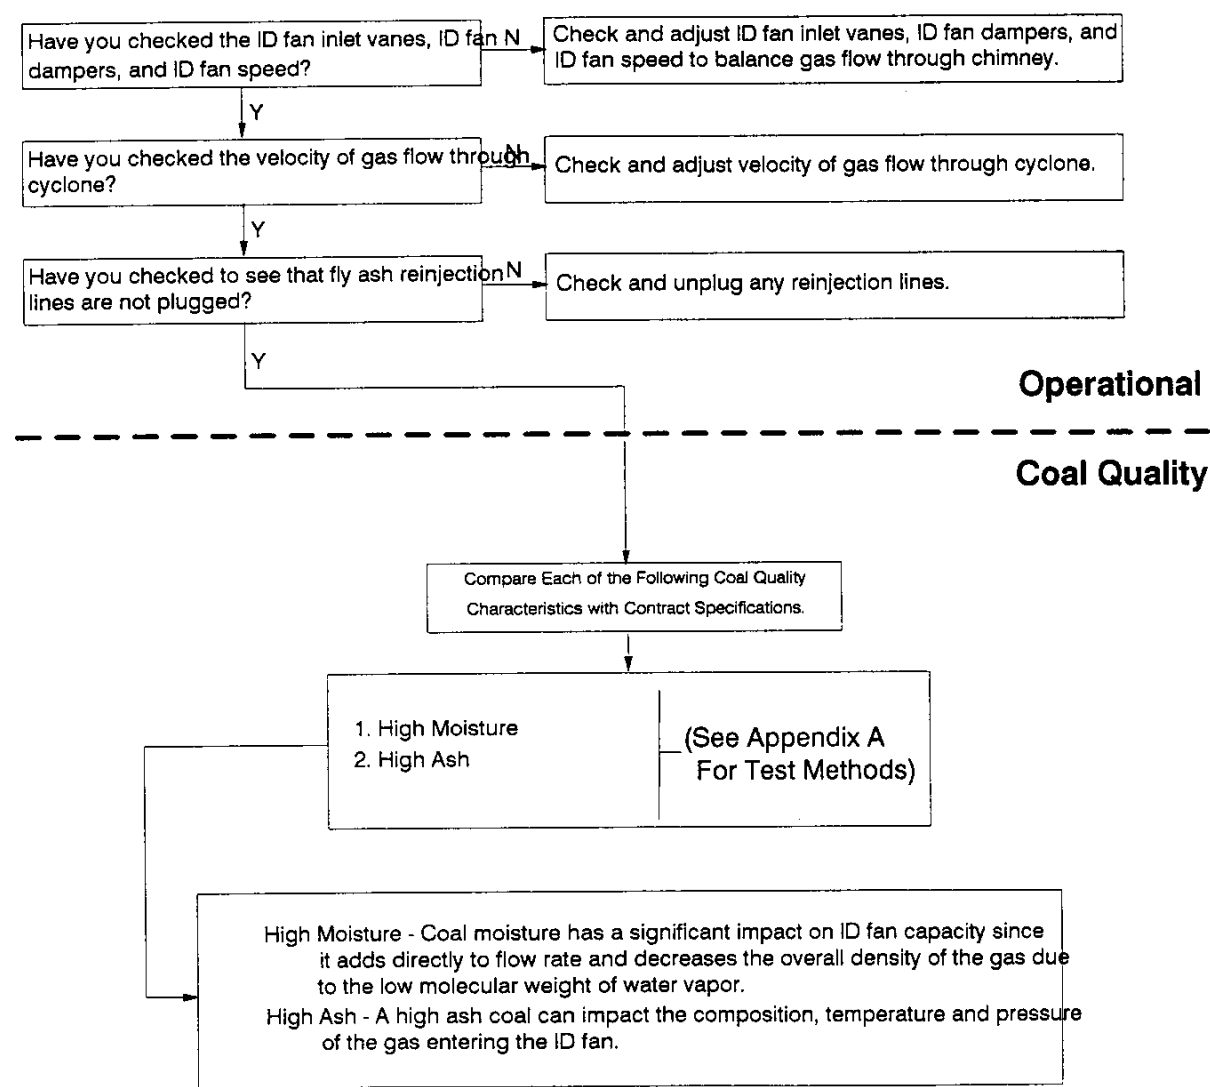 Have you checked the ID fan inlet vanes, ID fan N
dampers, and ID fan speed?
Check and adjust ID fan inlet vanes, ID fan dampers, and
ID fan speed to balance gas flow through chimney.
Y
Have you checked the velocity of gas flow through N
cyclone?
Check and adjust velocity of gas flow through cyclone.
Y
Have you checked to see that fly ash reinjection N
lines are not plugged?
Check and unplug any reinjection lines.
Y
Operational
Coal Quality
Compare Each of the Following Coal Quality
Characteristics with Contract Specifications.
1. High Moisture
2. High Ash
(See Appendix A
For Test Methods)
High Moisture - Coal moisture has a significant impact on ID fan capacity since
it adds directly to flow rate and decreases the overall density of the gas due
to the low molecular weight of water vapor.
High Ash - A high ash coal can impact the composition, temperature and pressure
of the gas entering the ID fan.